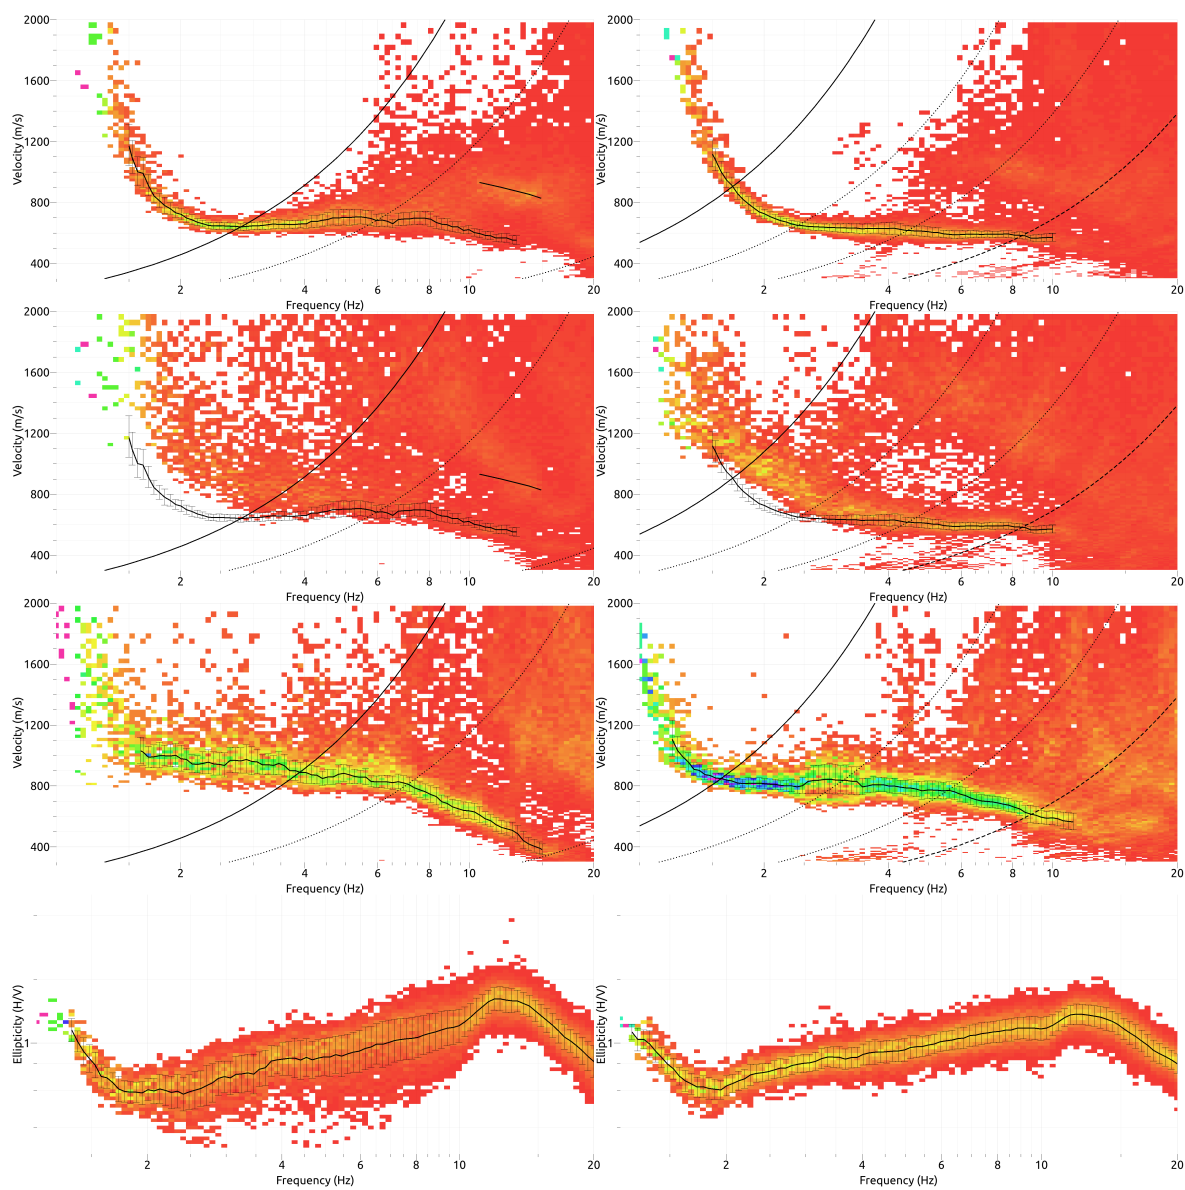 2000 2000
1600 1600
1200 1200
800 800
400 400
Velocity (m/s) Velocity (m/s)
2 4 6 8 10 20 2 4 6 8 10 20
Frequency (Hz) Frequency (Hz)
2000 2000
1600 1600
1200 1200
800 800
400 400
Velocity (m/s) Velocity (m/s)
2 4 6 8 10 20 2 4 6 8 10 20
Frequency (Hz) Frequency (Hz)
2000 2000
1600 1600
1200 1200
800 800
400 400
Velocity (m/s) Velocity (m/s)
2 4 6 8 10 20 2 4 6 8 10 20
Frequency (Hz) Frequency (Hz)
Ellipticity (H/V) Ellipticity (H/V)
1 1
2 4 6 8 10 20 2 4 6 8 10 20
Frequency (Hz) Frequency (Hz)